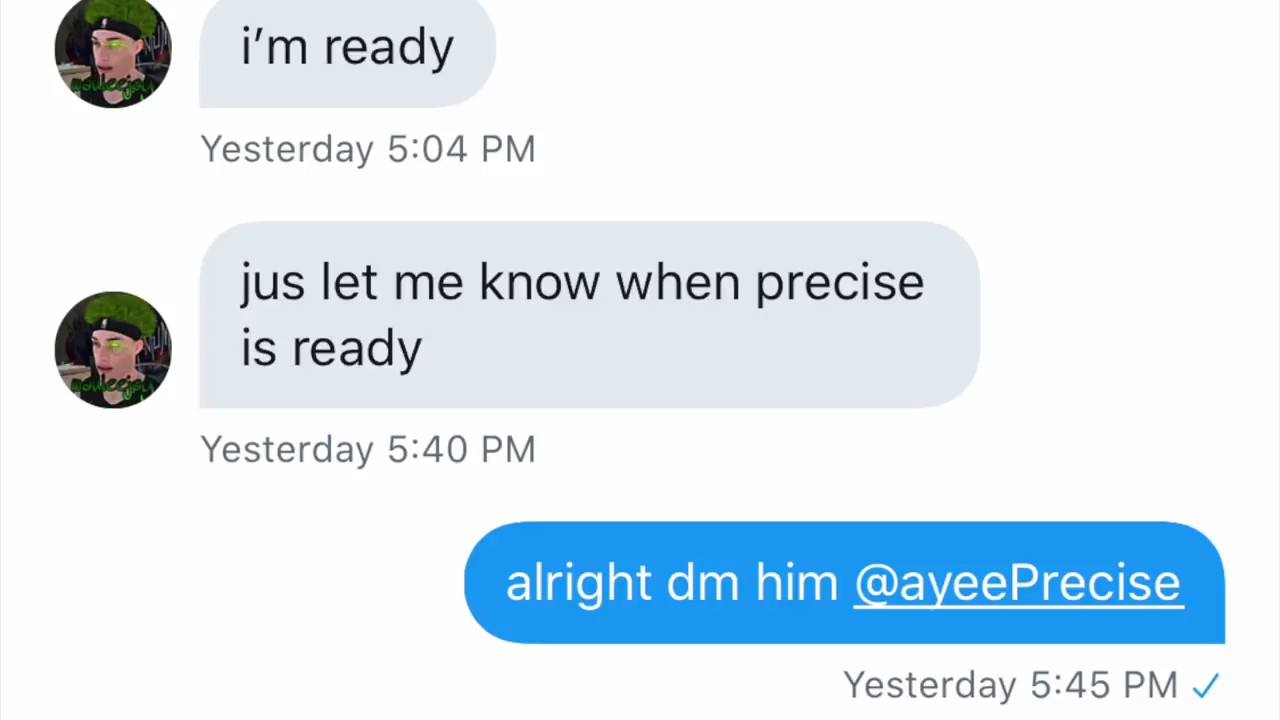 i'm ready
Yesterday 5:04 PM
jus let me know when precise
is ready
Yesterday 5:40 PM
alright dm him @ayeePrecise
Yesterday 5:45 PM